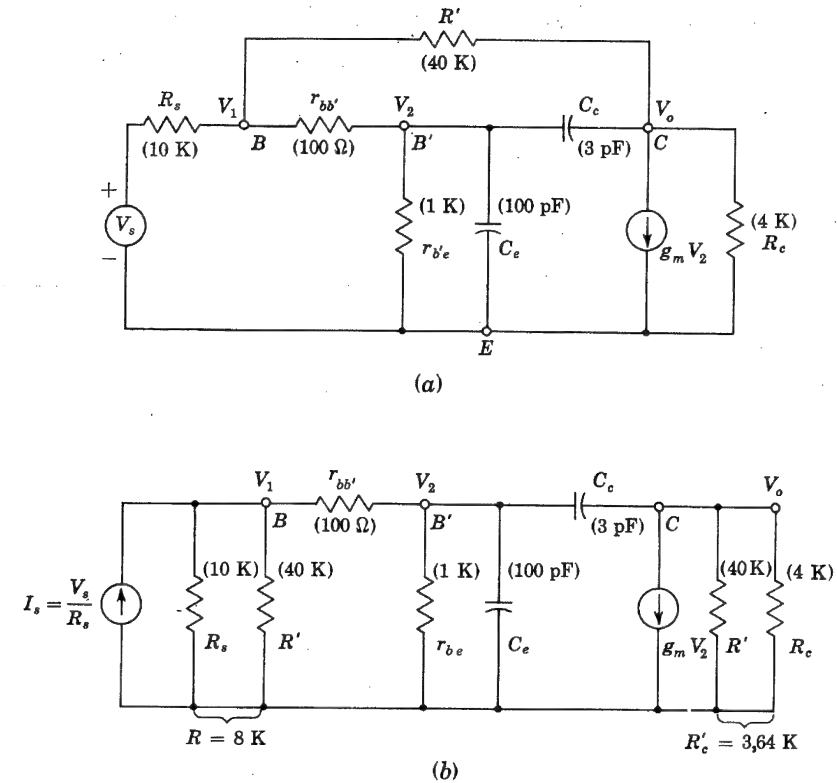 R′
(40 K)
R_s
V_1
r_bb′
V_2
C_c
V_o
(10 K)
B
(100 Ω)
B′
(3 pF)
C
+
V_s
−
(1 K)
r_b′e
(100 pF)
C_e
g_m V_2
(4 K)
R_c
E
(a)
V_1
r_bb′
V_2
C_c
V_o
B
(100 Ω)
B′
(3 pF)
C
I_s = V_s / R_s
(10 K)
(40 K)
(1 K)
(100 pF)
(40 K)
(4 K)
R_s
R′
r_be
C_e
g_m V_2
R′
R_c
R = 8 K
R′_c = 3,64 K
(b)